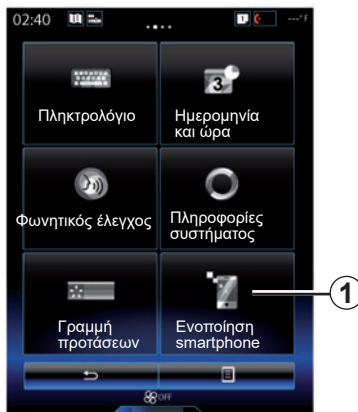 02:40
---°F
Πληκτρολόγιο
Ημερομηνία
και ώρα
Φωνητικός έλεγχος
Πληροφορίες
συστήματος
Γραμμή
προτάσεων
Ενοποίηση
smartphone
1
OFF